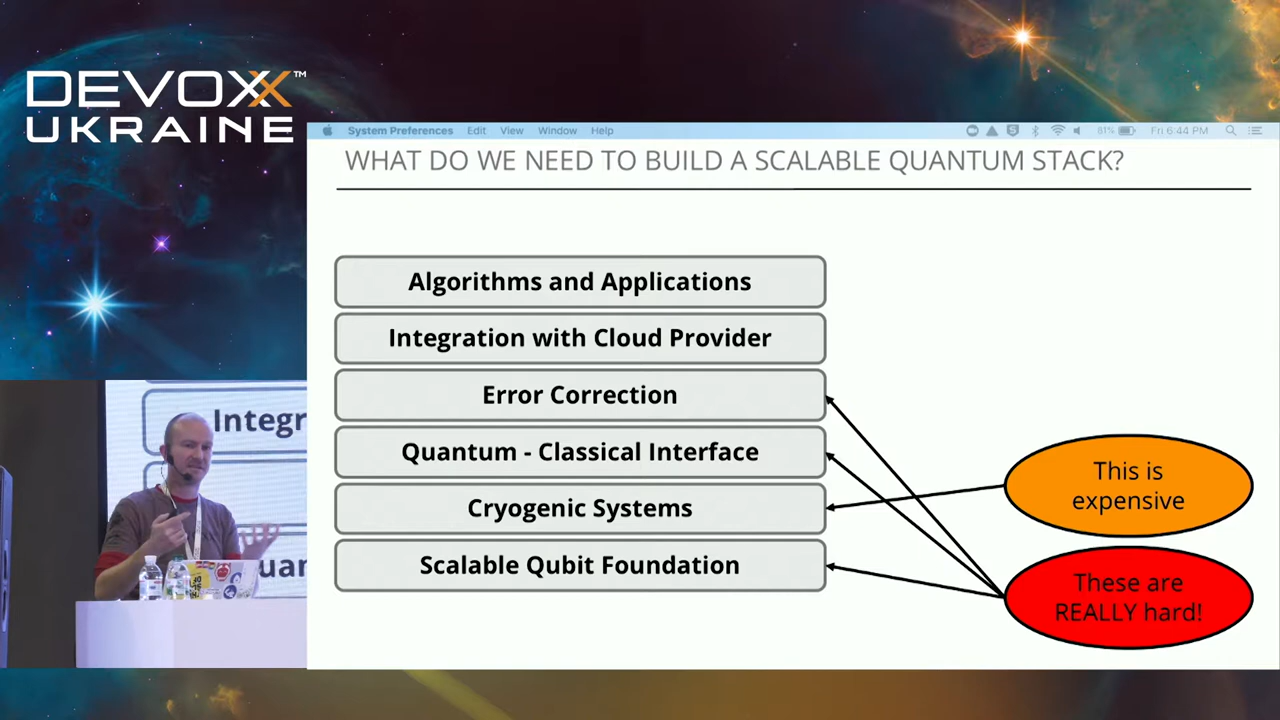 DEVOXX™
UKRAINE
System Preferences Edit View Window Help 81% Fri 6:44 PM
WHAT DO WE NEED TO BUILD A SCALABLE QUANTUM STACK?
Algorithms and Applications
Integration with Cloud Provider
Error Correction
Quantum - Classical Interface
Cryogenic Systems
Scalable Qubit Foundation
This is
expensive
These are
REALLY hard!
Integr
uan